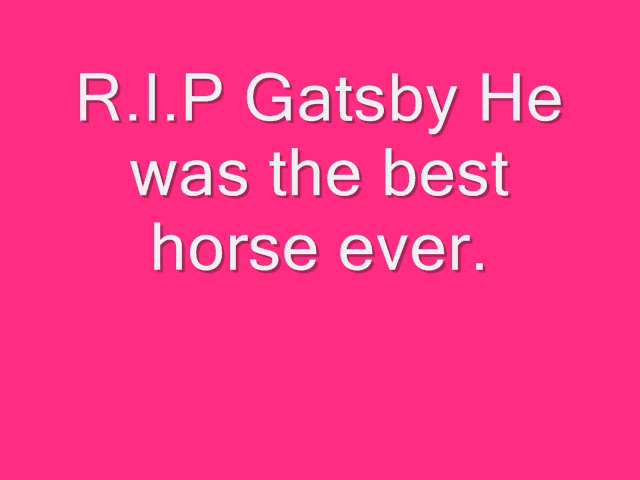 R.I.P Gatsby He
was the best
horse ever.